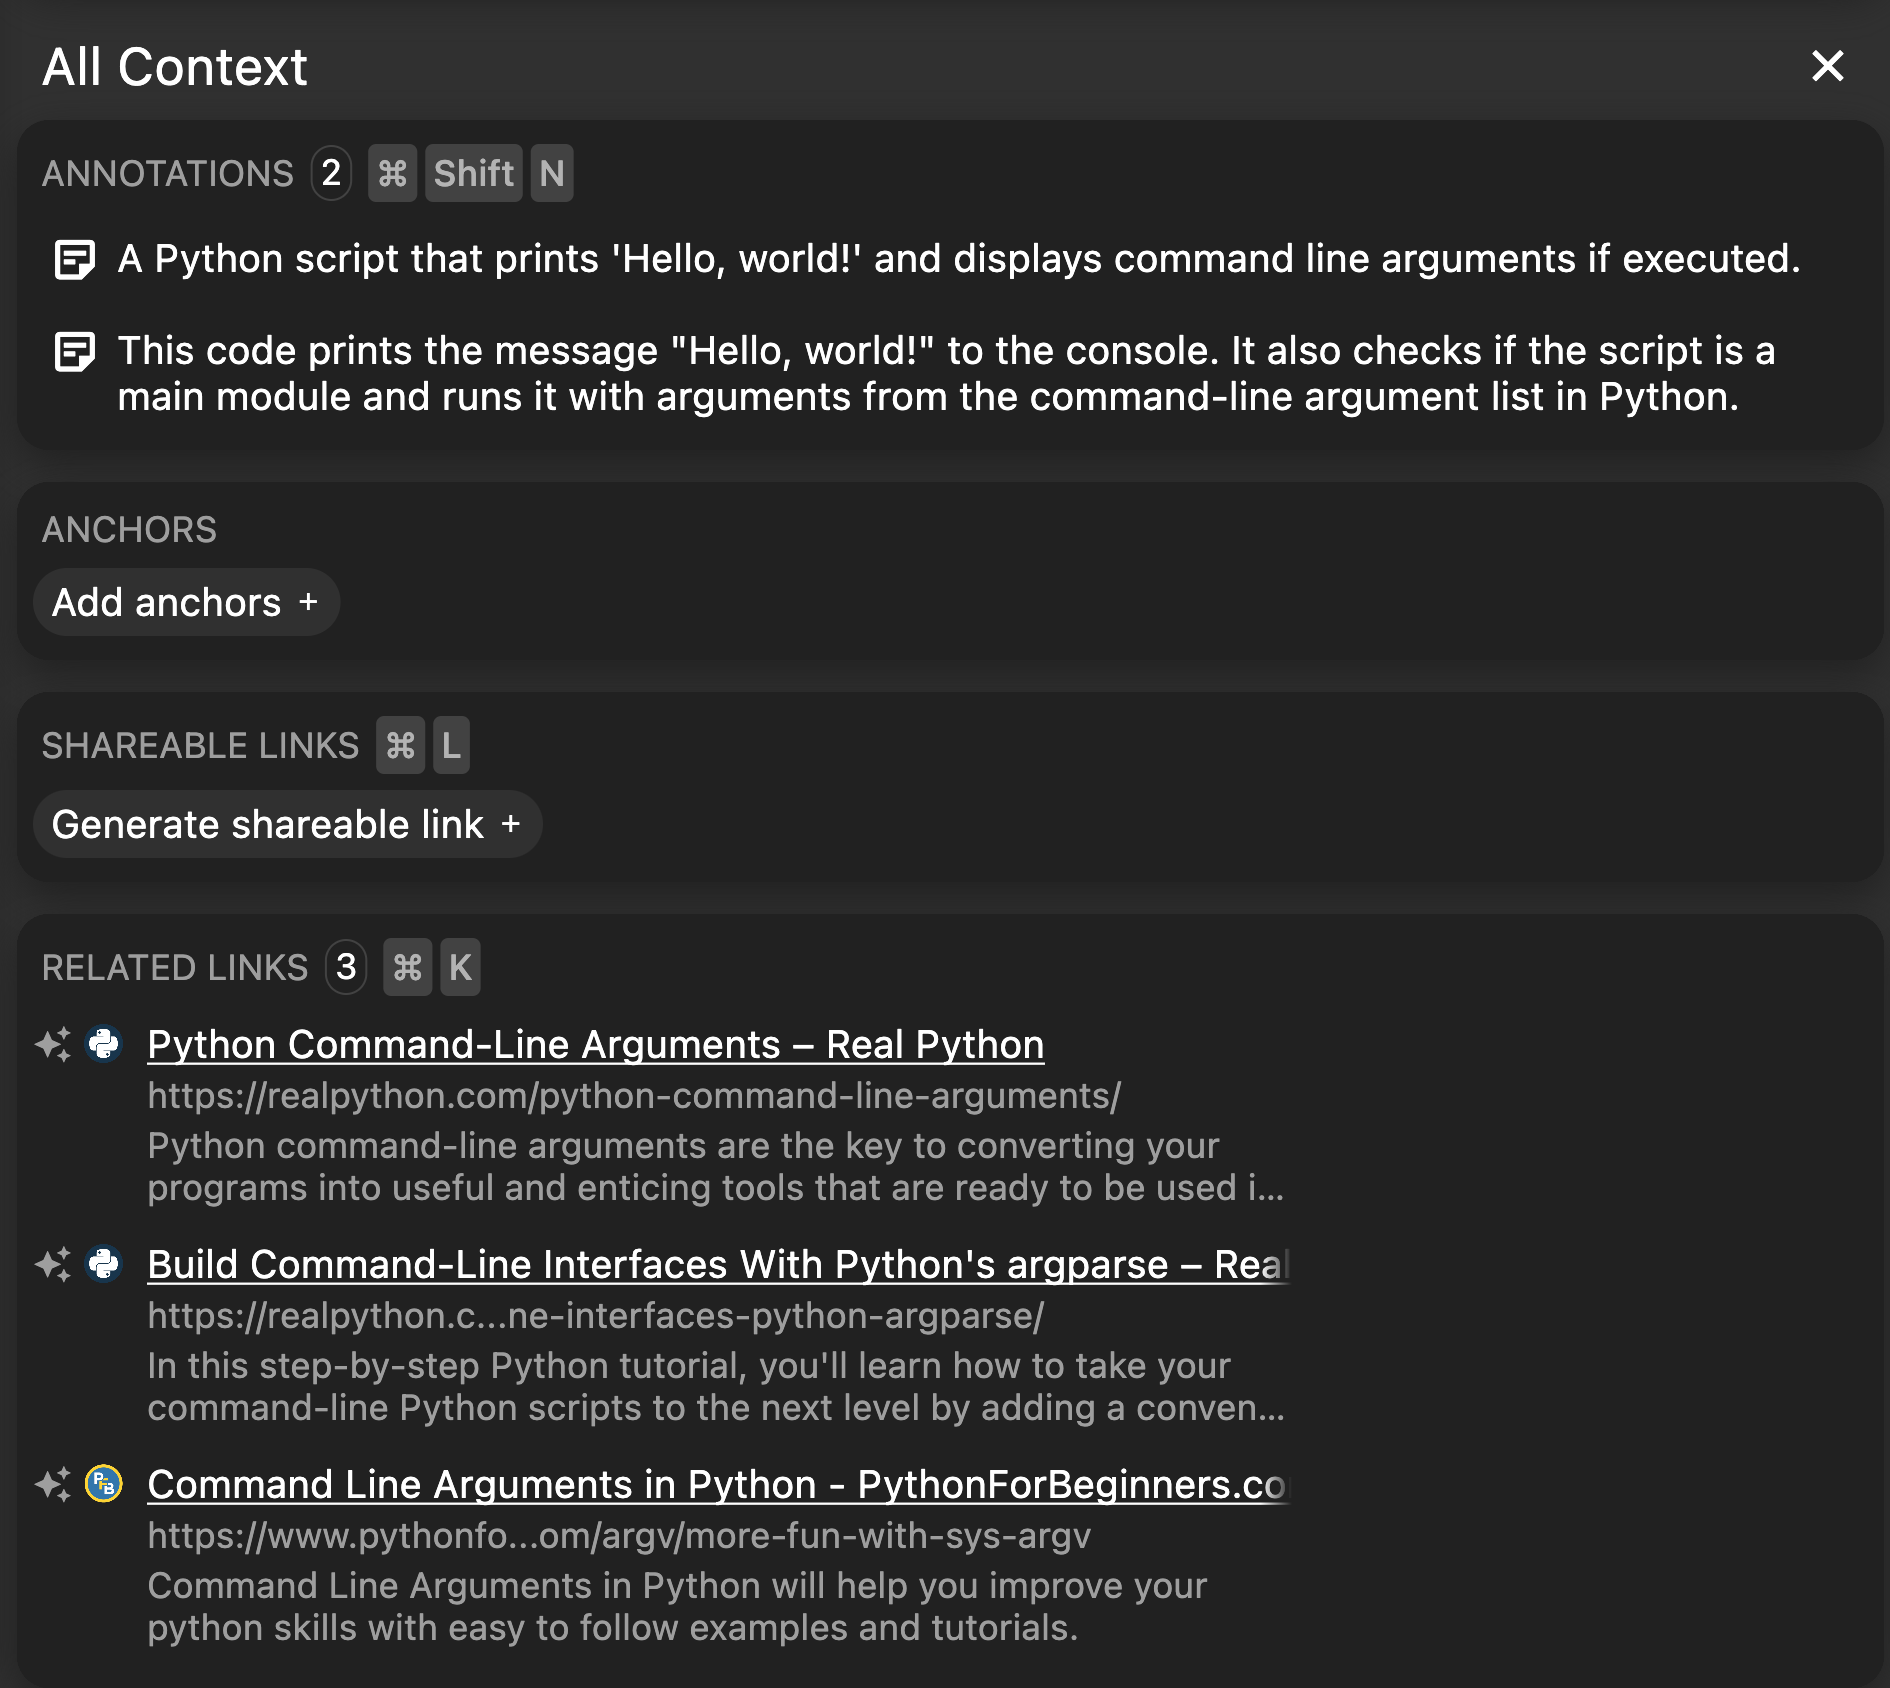 All Context
ANNOTATIONS 2 ⌘ Shift N
A Python script that prints 'Hello, world!' and displays command line arguments if executed.
This code prints the message "Hello, world!" to the console. It also checks if the script is a
main module and runs it with arguments from the command-line argument list in Python.
ANCHORS
Add anchors +
SHAREABLE LINKS ⌘ L
Generate shareable link +
RELATED LINKS 3 ⌘ K
Python Command-Line Arguments – Real Python
https://realpython.com/python-command-line-arguments/
Python command-line arguments are the key to converting your
programs into useful and enticing tools that are ready to be used i...
Build Command-Line Interfaces With Python's argparse – Real
https://realpython.c...ne-interfaces-python-argparse/
In this step-by-step Python tutorial, you'll learn how to take your
command-line Python scripts to the next level by adding a conven...
Command Line Arguments in Python - PythonForBeginners.co
https://www.pythonfo...om/argv/more-fun-with-sys-argv
Command Line Arguments in Python will help you improve your
python skills with easy to follow examples and tutorials.